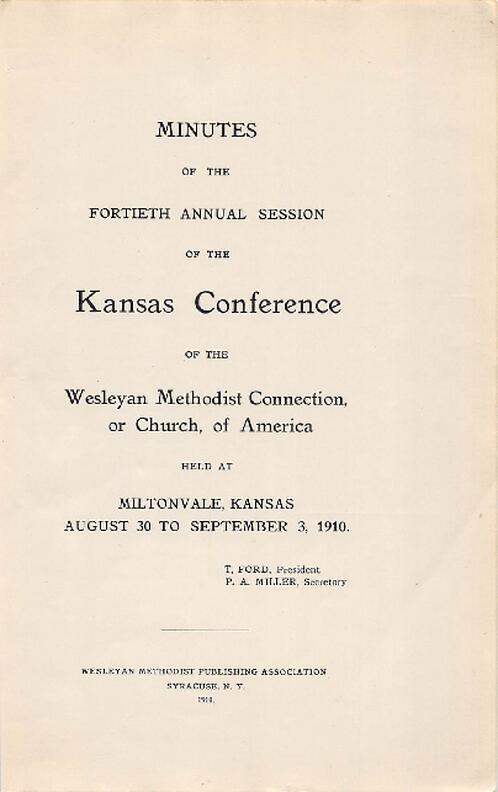 MINUTES
OF THE
FORTIETH ANNUAL SESSION
OF THE
Kansas Conference
OF THE
Wesleyan Methodist Connection,
or Church, of America
HELD AT
MILTONVALE, KANSAS
AUGUST 30 TO SEPTEMBER 3, 1910.
T. FORD, President
P. A. MILLER, Secretary
WESLEYAN METHODIST PUBLISHING ASSOCIATION
SYRACUSE, N. Y.
1910.